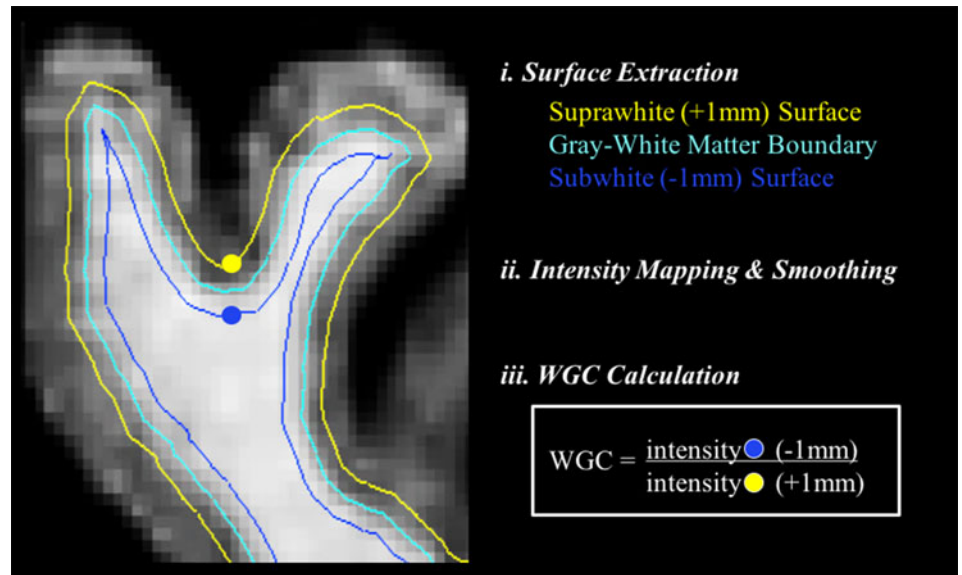 i. Surface Extraction
Suprawhite (+1mm) Surface
Gray-White Matter Boundary
Subwhite (-1mm) Surface
ii. Intensity Mapping & Smoothing
iii. WGC Calculation
WGC = intensity (-1mm)
intensity (+1mm)